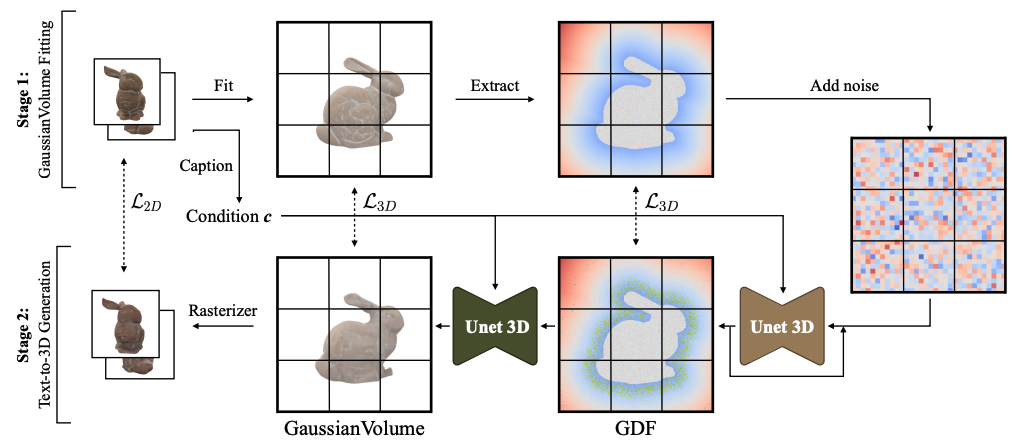 Stage 1:
GaussianVolume Fitting
Fit
Extract
Add noise
Caption
Condition c
ℒ2D
ℒ3D
ℒ3D
Stage 2:
Text-to-3D Generation
Rasterizer
Unet 3D
Unet 3D
GaussianVolume
GDF